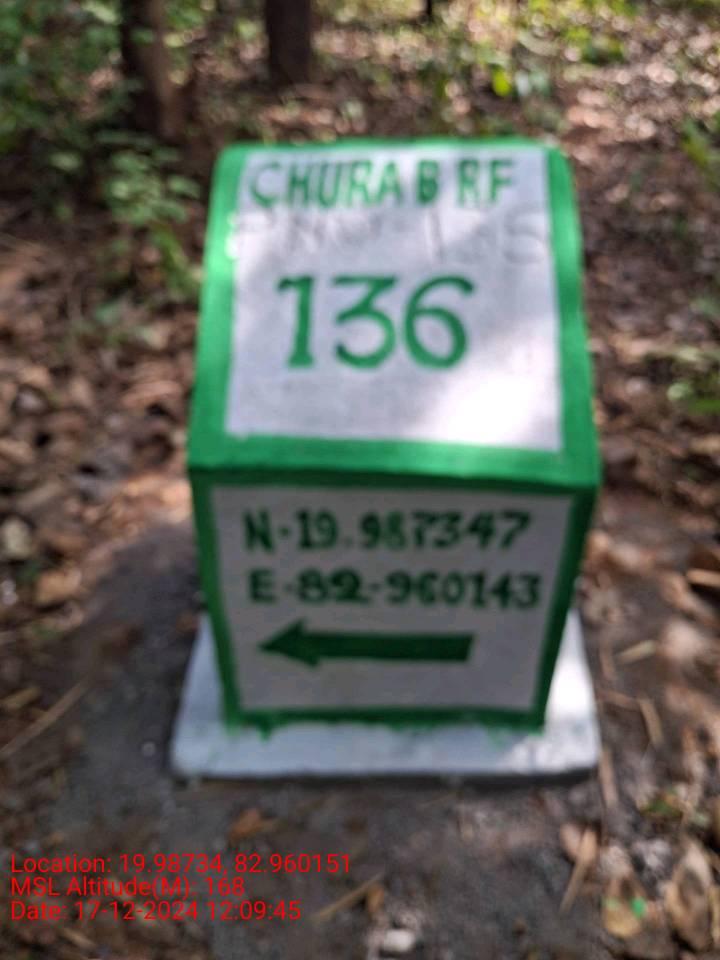 CHURA B RF
136
N-19.987347
E-82-960143
Location: 19.98734, 82.960151
MSL Altitude(M): 168
Date: 17-12-2024 12:09:45